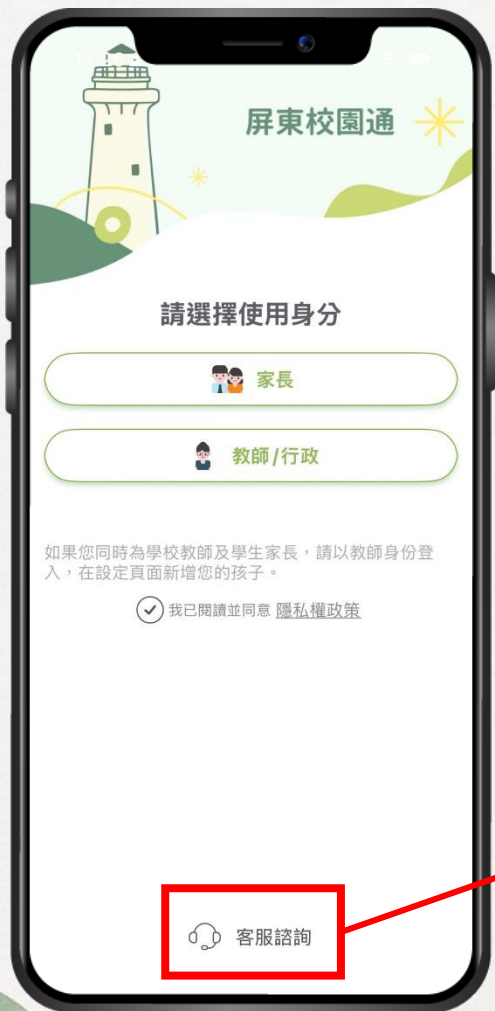 屏東校園通
請選擇使用身分
家長
教師/行政
如果您同時為學校教師及學生家長,請以教師身份登
入,在設定頁面新增您的孩子。
我已閱讀並同意 隱私權政策
客服諮詢